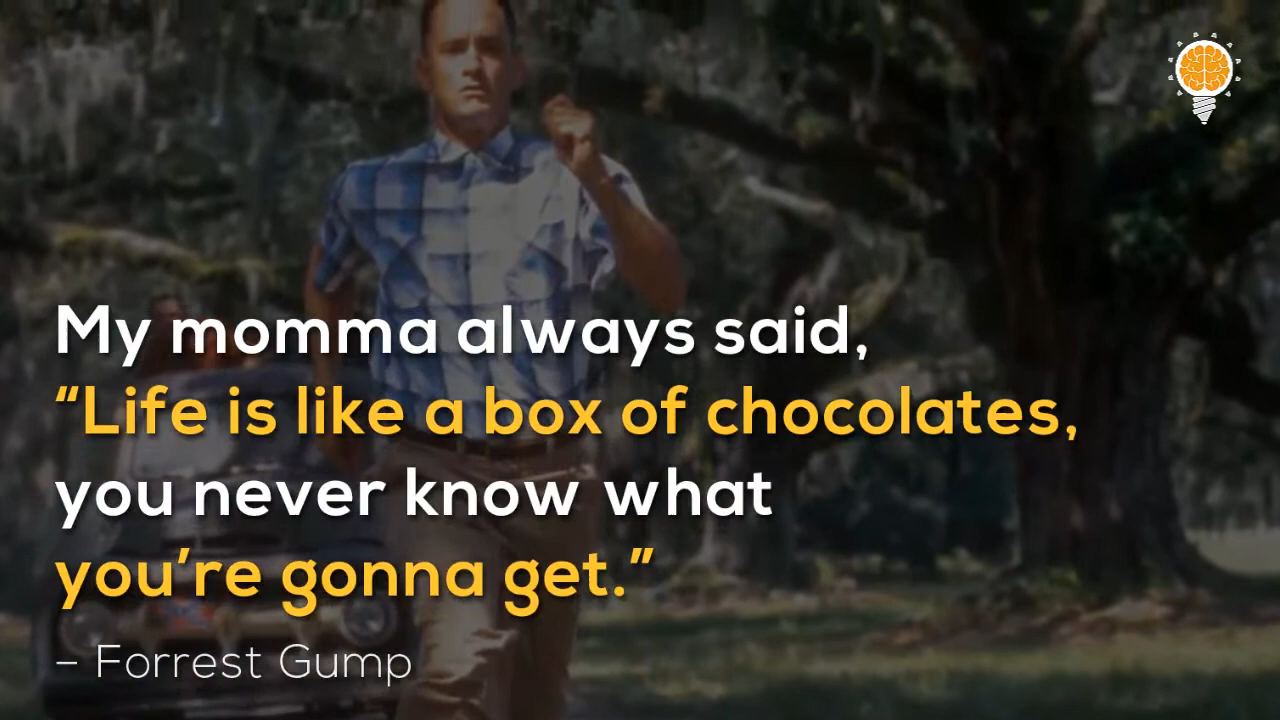 My momma always said,
“Life is like a box of chocolates,
you never know what
you’re gonna get.”
– Forrest Gump